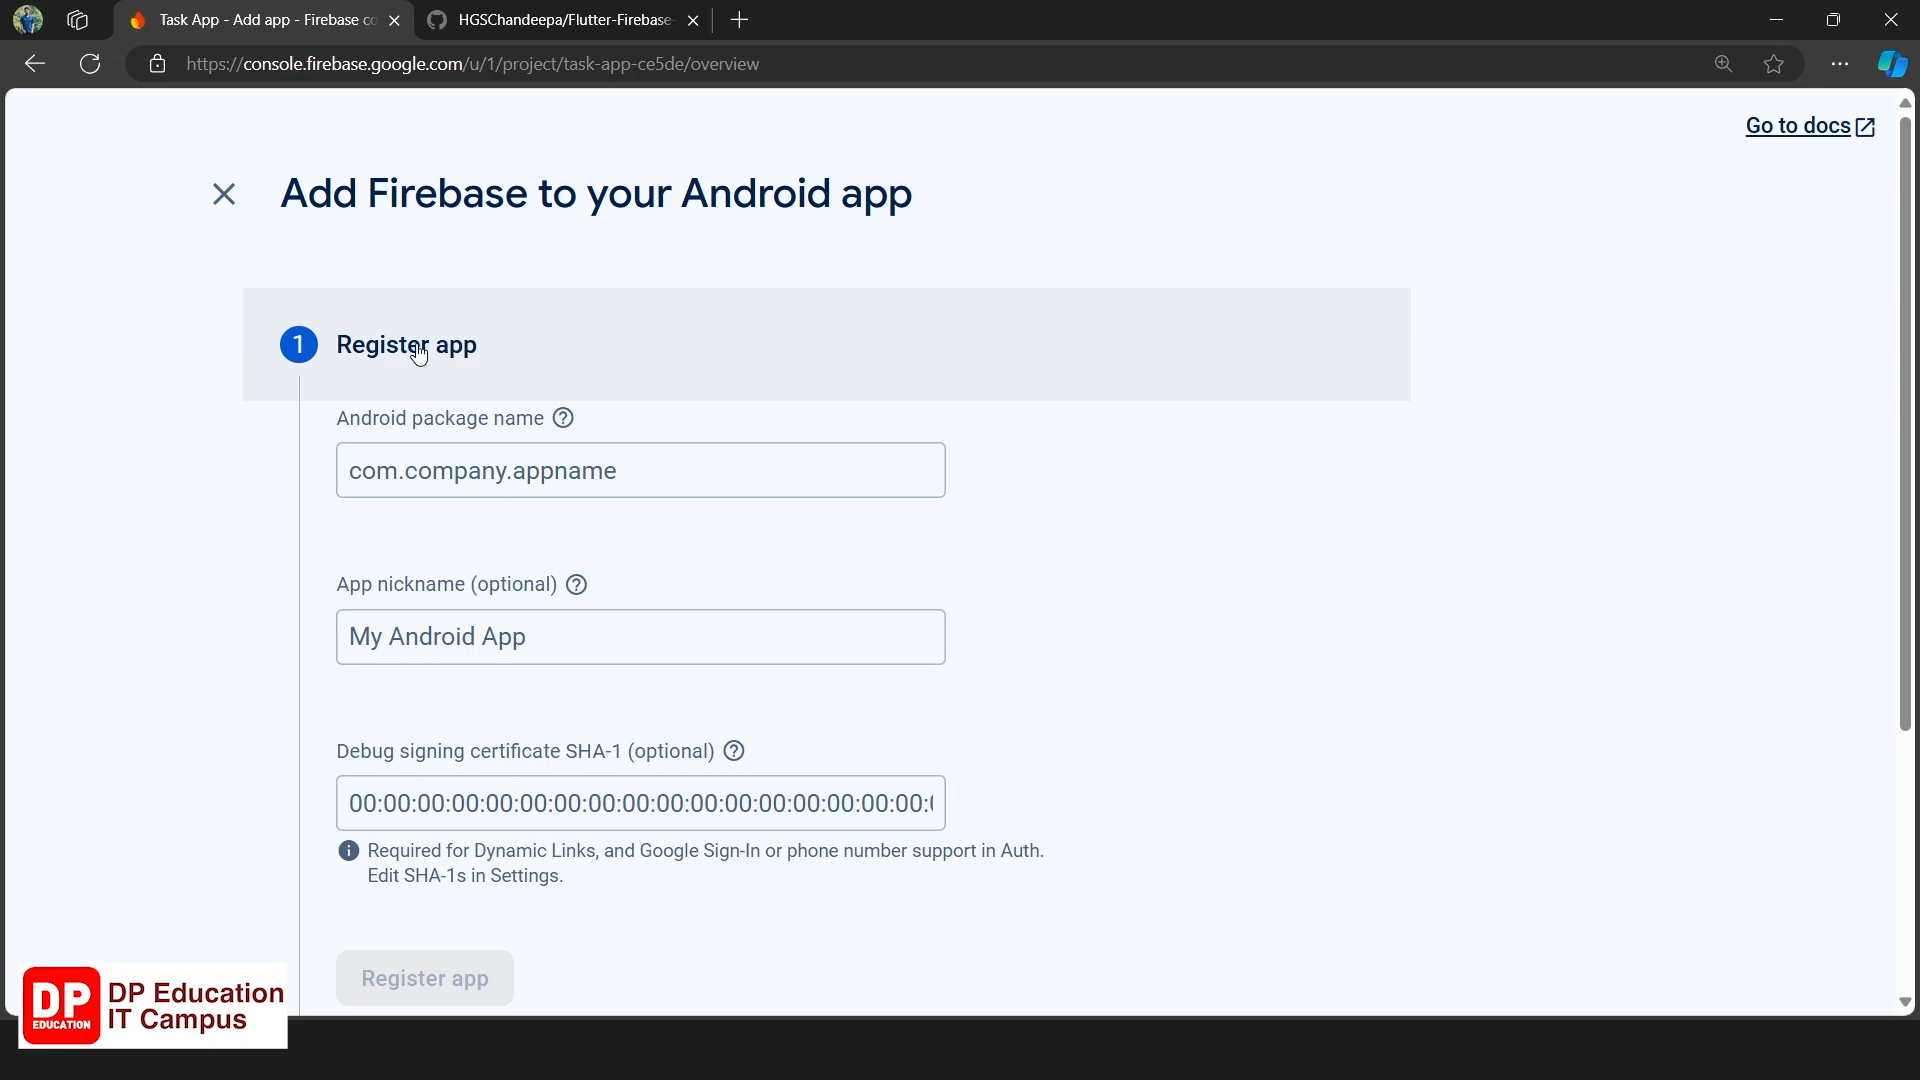 Task App - Add app - Firebase co
HGSChandeepa/Flutter-Firebase-
https://console.firebase.google.com/u/1/project/task-app-ce5de/overview
Go to docs
Add Firebase to your Android app
1 Register app
Android package name
com.company.appname
App nickname (optional)
My Android App
Debug signing certificate SHA-1 (optional)
00:00:00:00:00:00:00:00:00:00:00:00:00:00:00:00:00:
Required for Dynamic Links, and Google Sign-In or phone number support in Auth.
Edit SHA-1s in Settings.
Register app
DP
EDUCATION
DP Education
IT Campus